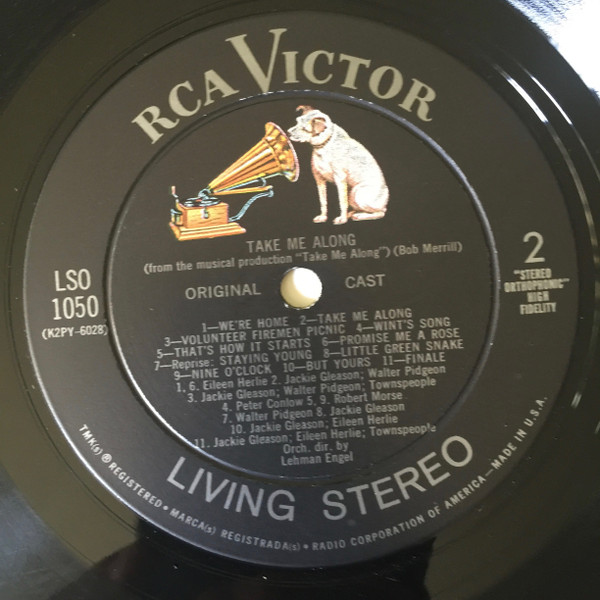 RCA VICTOR
TAKE ME ALONG
(from the musical production "Take Me Along") (Bob Merrill)
ORIGINAL CAST
LSO
1050
(K2PY-6028)
2
"STEREO
ORTHOPHONIC"
HIGH
FIDELITY
1—WE'RE HOME 2—TAKE ME ALONG
3—VOLUNTEER FIREMEN PICNIC 4—WINT'S SONG
5—THAT'S HOW IT STARTS 6—PROMISE ME A ROSE
7—Reprise: STAYING YOUNG 8—LITTLE GREEN SNAKE
9—NINE O'CLOCK 10—BUT YOURS 11—FINALE
1, 6. Eileen Herlie 2. Jackie Gleason; Walter Pidgeon
3. Jackie Gleason; Walter Pidgeon; Townspeople
4. Peter Conlow 5, 9. Robert Morse
7. Walter Pidgeon 8. Jackie Gleason
10. Jackie Gleason; Eileen Herlie
11. Jackie Gleason; Eileen Herlie; Townspeople
Orch. dir. by
Lehman Engel
LIVING STEREO
TMK(s) ® REGISTERED • MARCA(s) REGISTRADA(s) • RADIO CORPORATION OF AMERICA—MADE IN U.S.A.